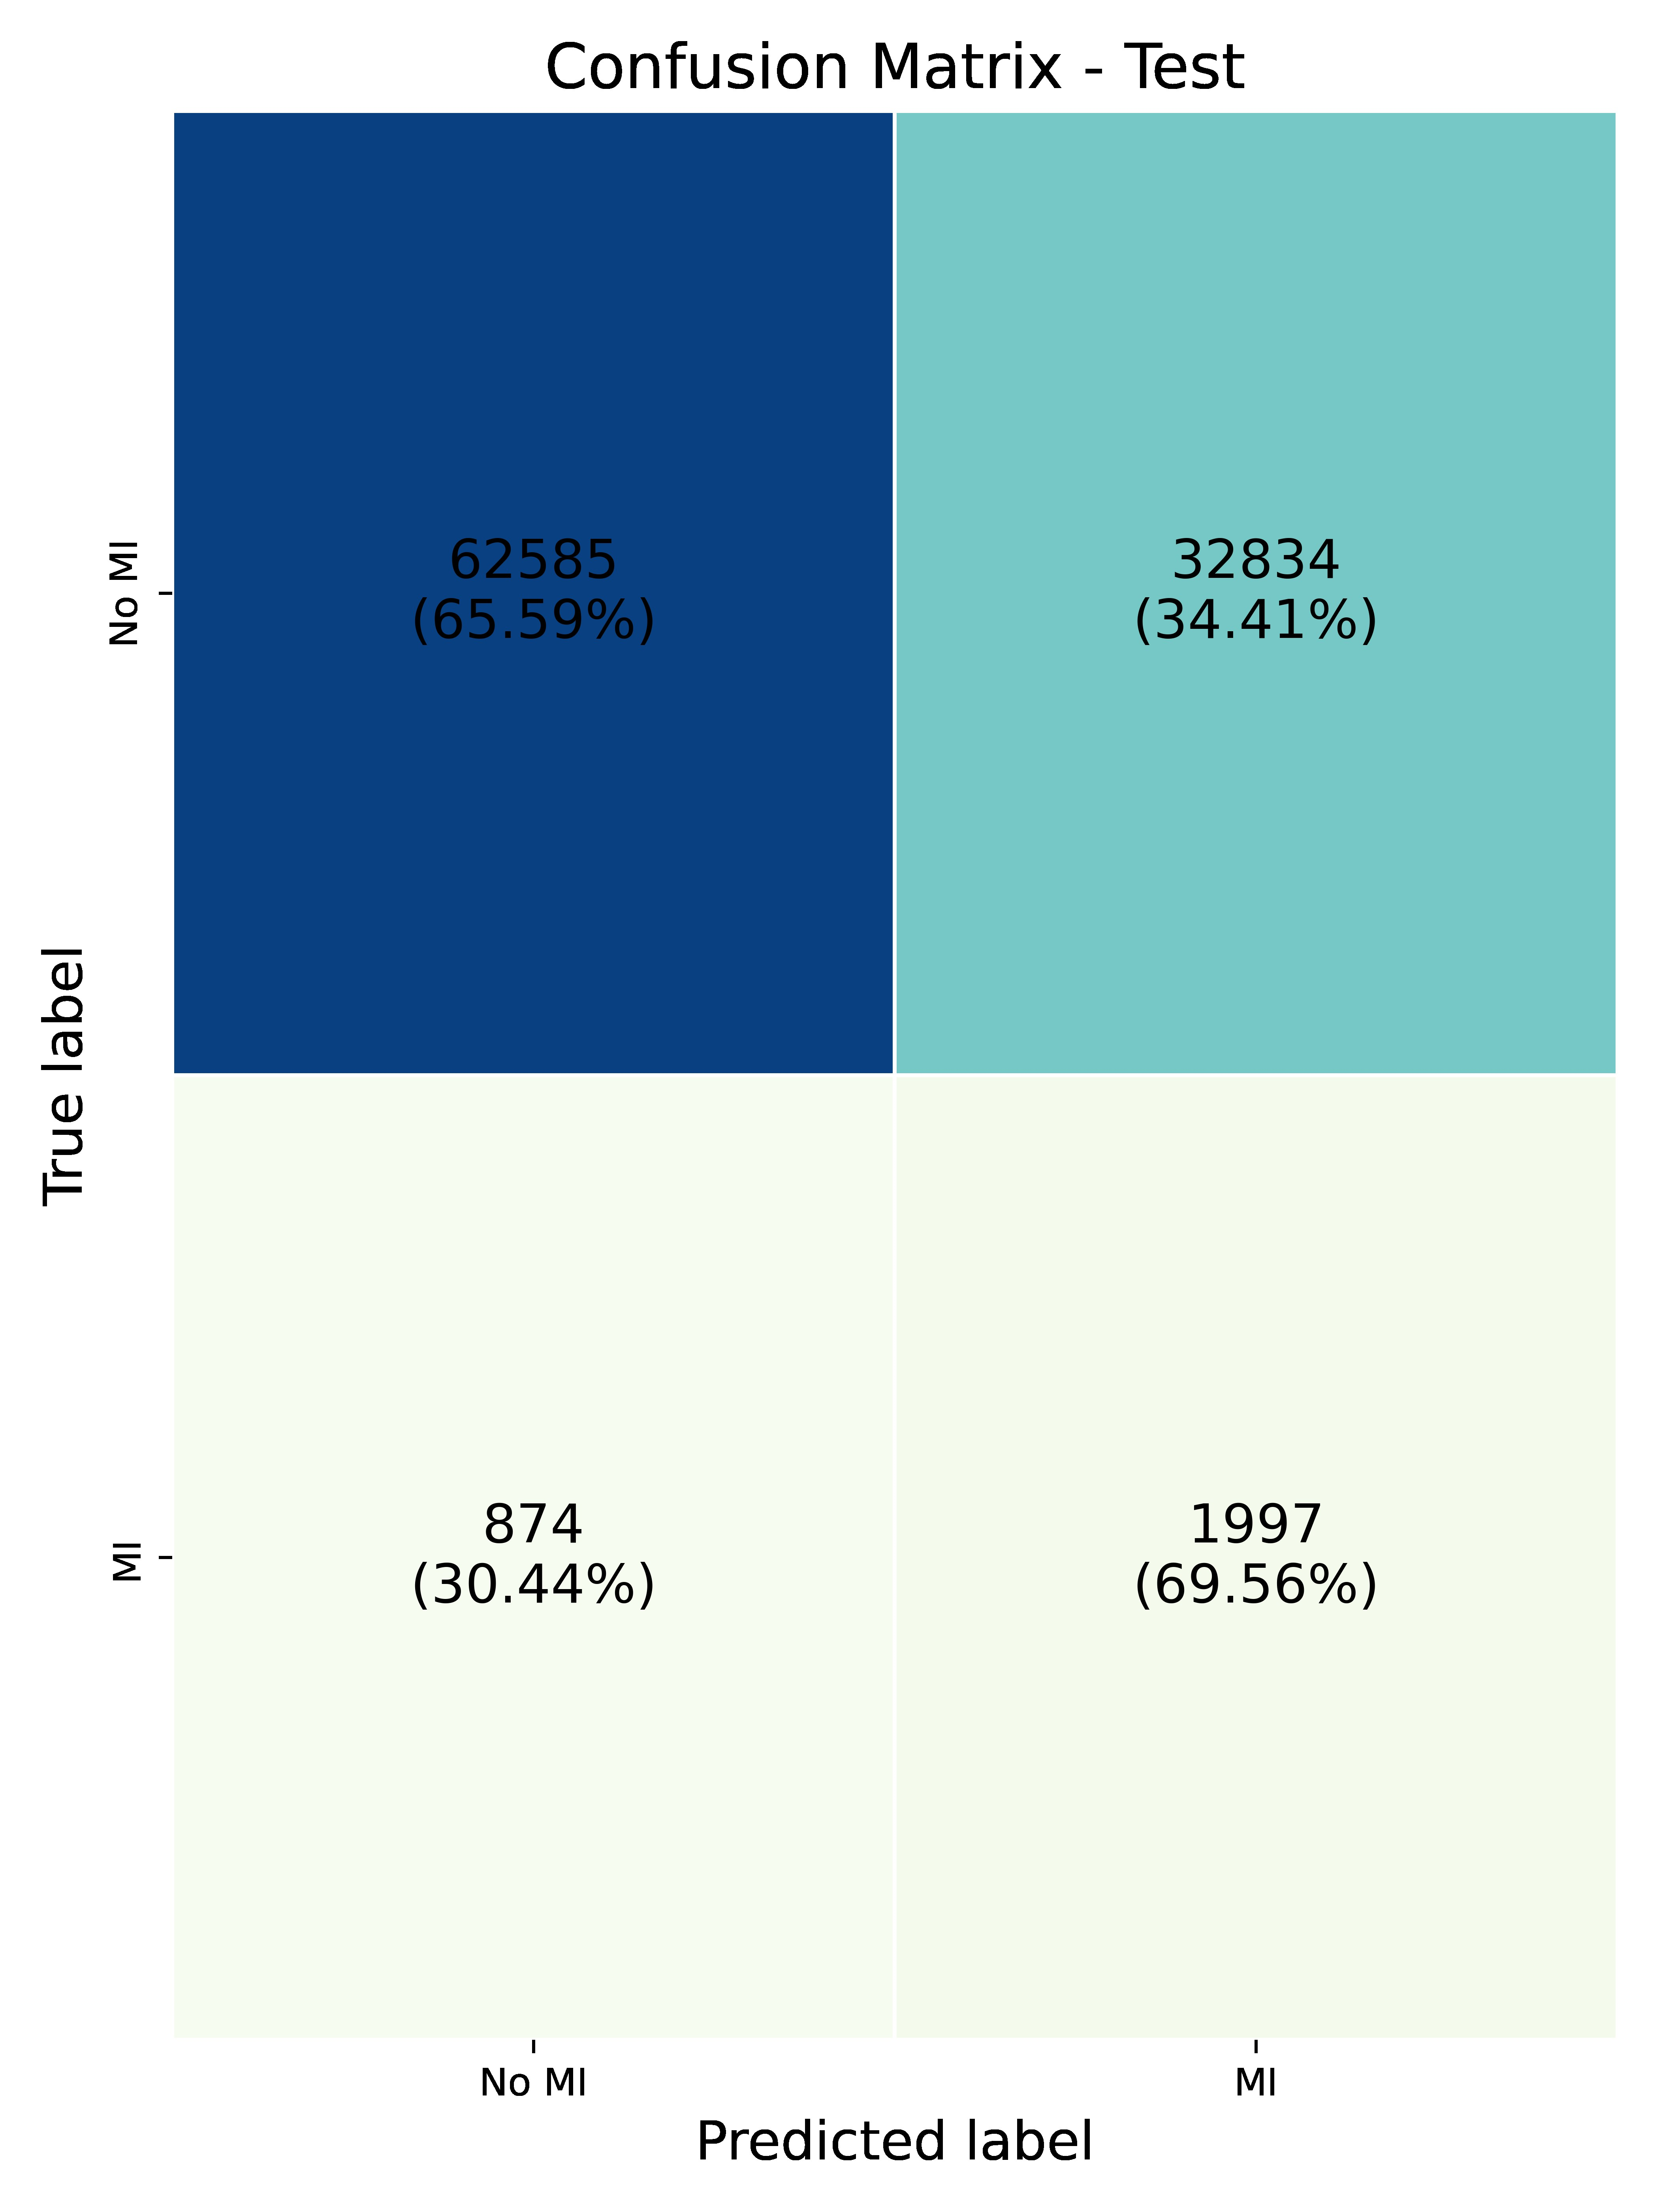 Confusion Matrix - Test
True label
No MI
62585
(65.59%)
32834
(34.41%)
MI
874
(30.44%)
1997
(69.56%)
No MI
MI
Predicted label